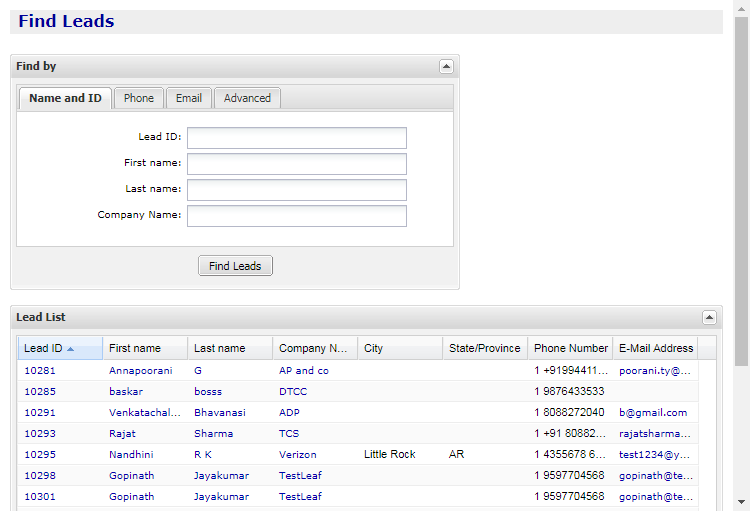 Find Leads
Find by
Name and ID Phone Email Advanced
Lead ID:
First name:
Last name:
Company Name:
Find Leads
Lead List
Lead ID First name Last name Company N... City State/Province Phone Number E-Mail Address
10281 Annapoorani G AP and co 1 +9199441 1... poorani.ty@...
10285 baskar bosss DTCC 1 9876433533
10291 Venkatachal... Bhavanasi ADP 1 8088272040 b@gmail.com
10293 Rajat Sharma TCS 1 +91 80882... rajatsharma...
10295 Nandhini R K Verizon Little Rock AR 1 4355678 6... test1234@y...
10298 Gopinath Jayakumar TestLeaf 1 9597704568 gopinath@te...
10301 Gopinath Jayakumar TestLeaf 1 9597704568 gopinath@te...